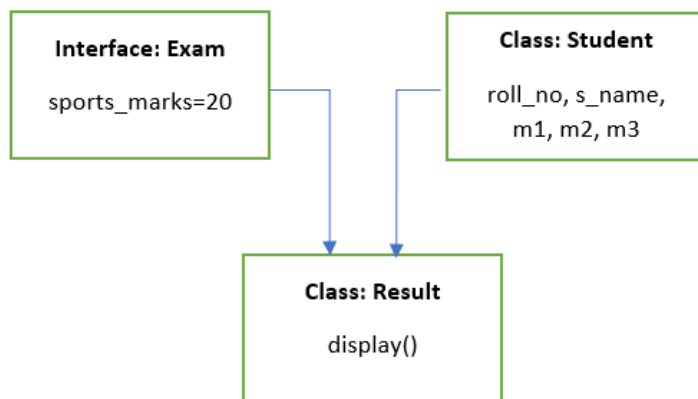 Interface: Exam
sports_marks=20
Class: Student
roll_no, s_name,
m1, m2, m3
Class: Result
display()